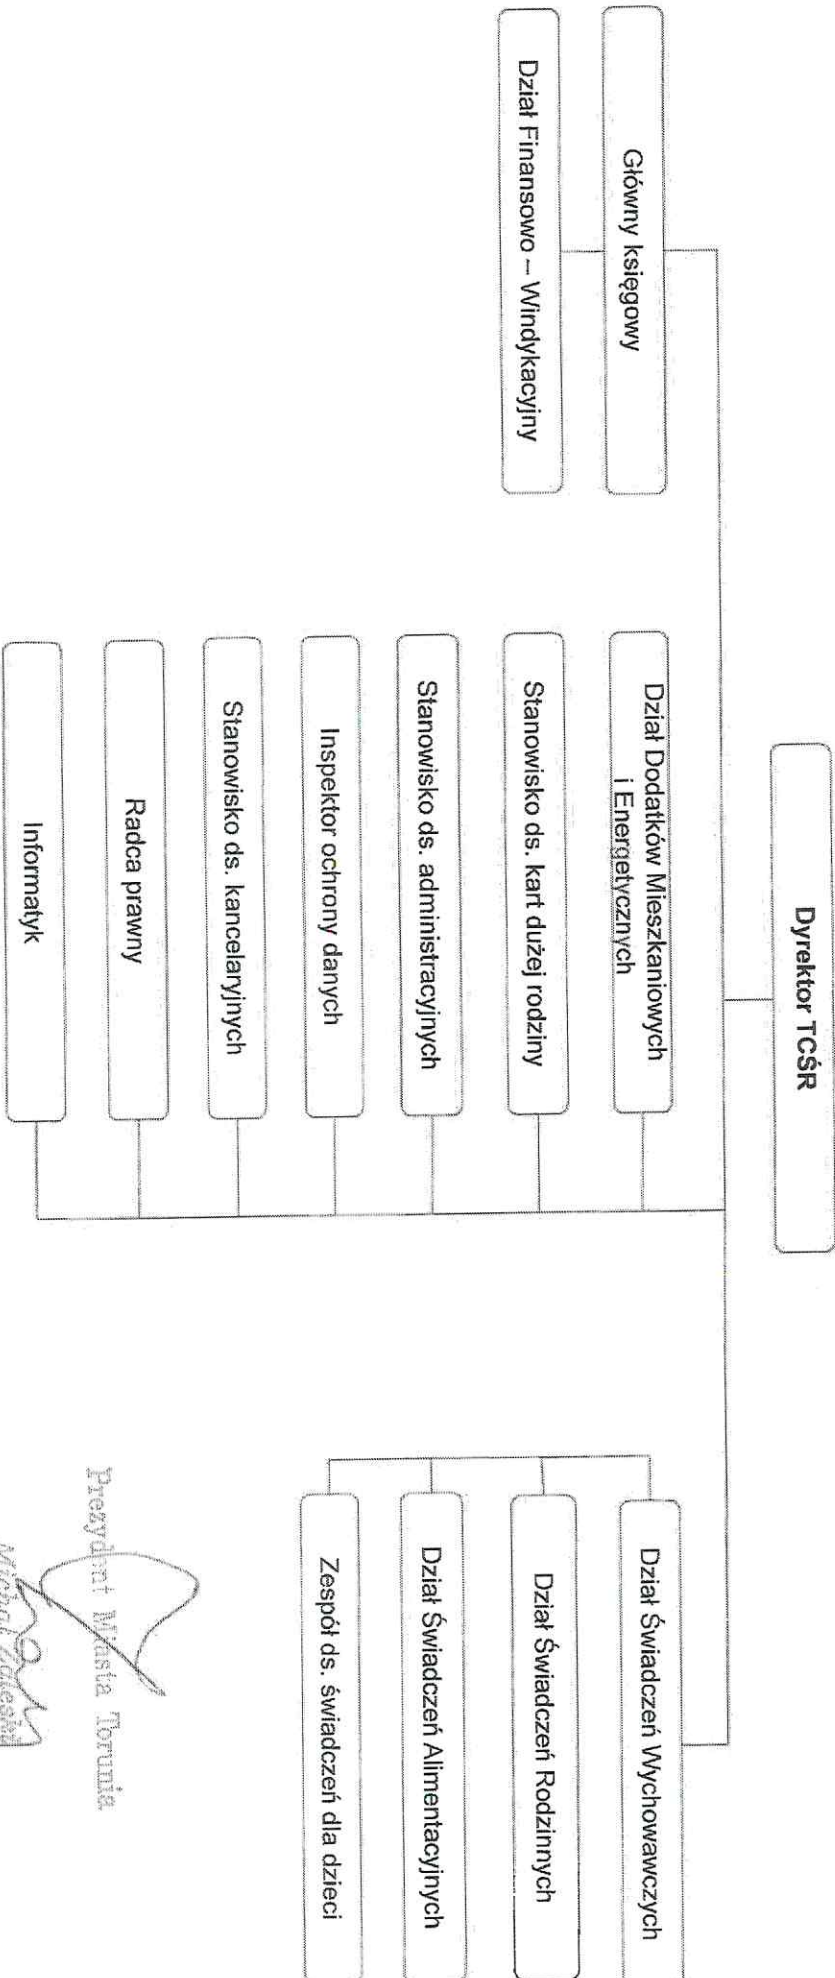 Dyrektor TCŚR
Główny księgowy
Dział Finansowo – Windykacyjny
Dział Dodatków Mieszkaniowych
i Energetycznych
Stanowisko ds. kart dużej rodziny
Stanowisko ds. administracyjnych
Inspektor ochrony danych
Stanowisko ds. kancelaryjnych
Radca prawny
Informatyk
Dział Świadczeń Wychowawczych
Dział Świadczeń Rodzinnych
Dział Świadczeń Alimentacyjnych
Zespół ds. świadczeń dla dzieci
Prezydent Miasta Torunia
Michał Zaleski